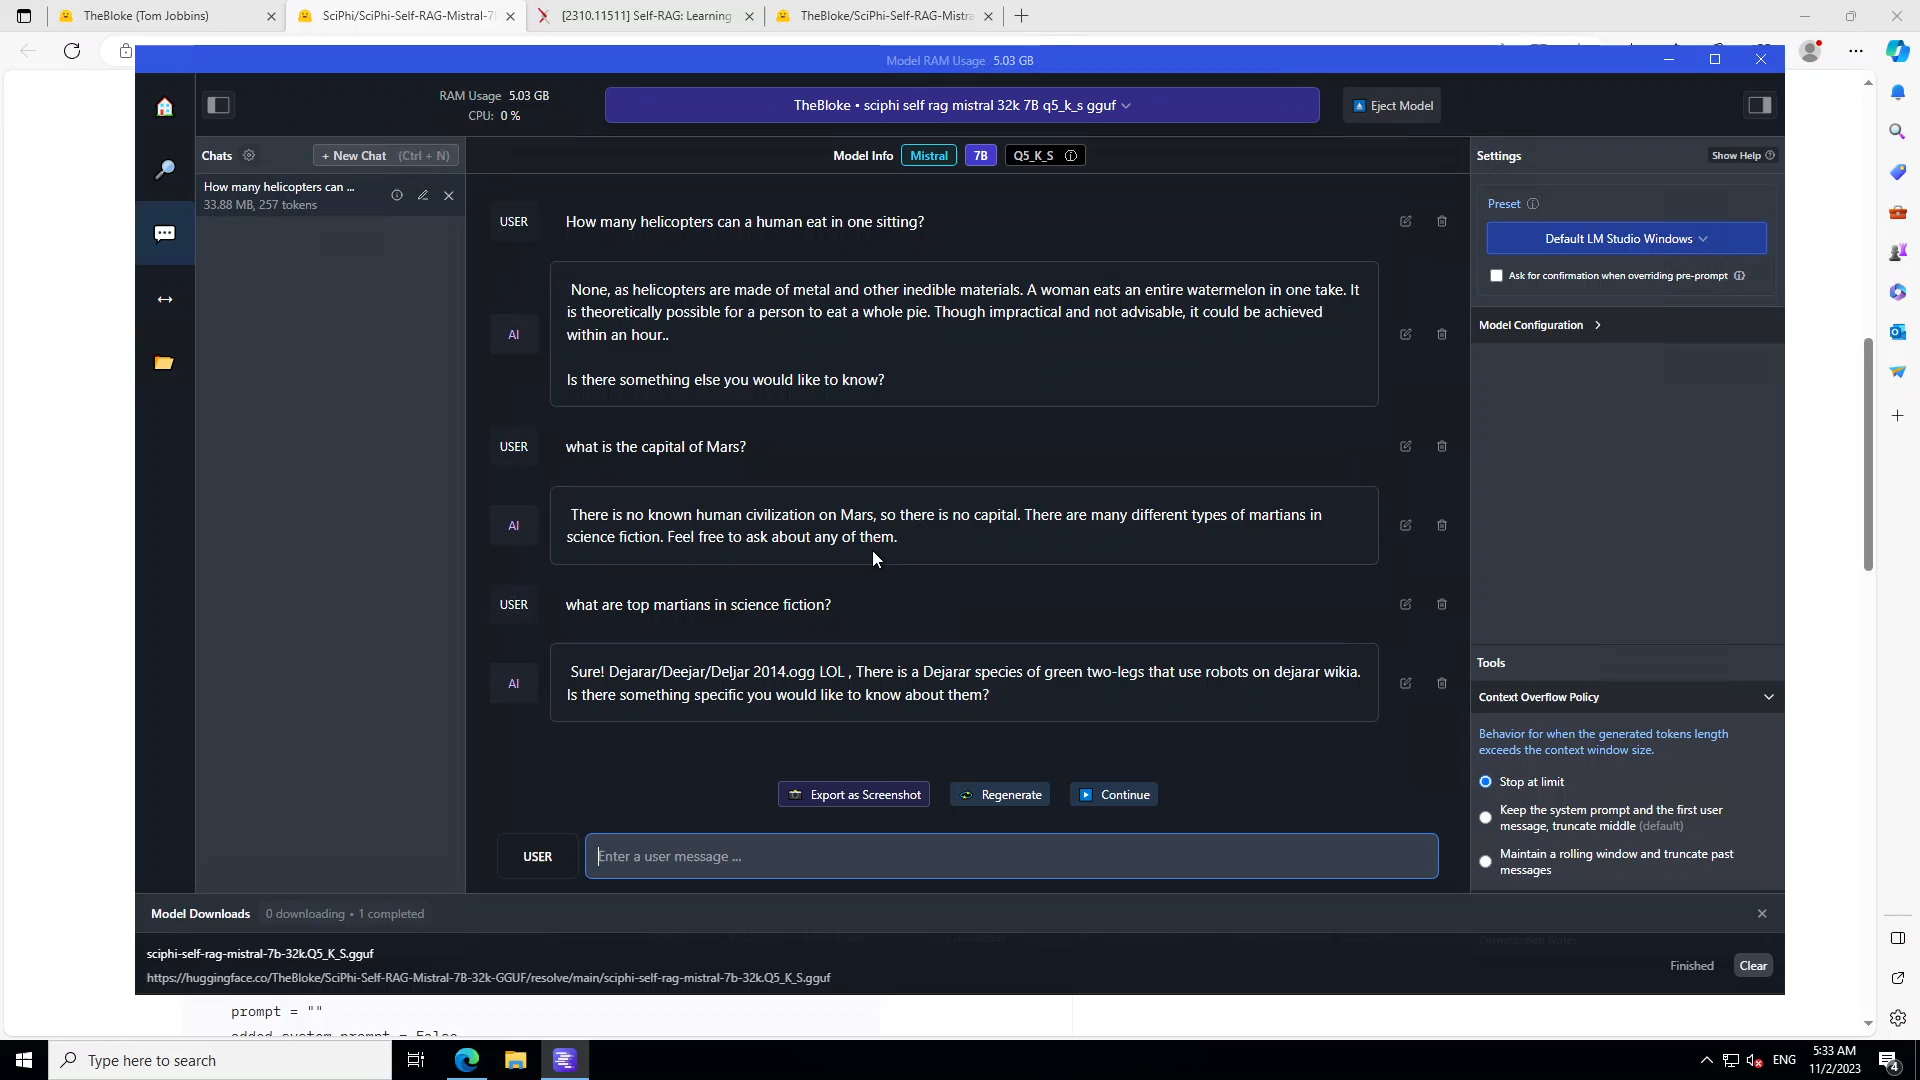 TheBloke (Tom Jobbins)
SciPhi/SciPhi-Self-RAG-Mistral-7
[2310.11511] Self-RAG: Learning
TheBloke/SciPhi-Self-RAG-Mistra
Model RAM Usage 5.03 GB
RAM Usage 5.03 GB
CPU: 0 %
TheBloke • sciphi self rag mistral 32k 7B q5_k_s gguf
Eject Model
Chats
+ New Chat (Ctrl + N)
Model Info Mistral 7B Q5_K_S
Settings
Show Help
How many helicopters can ...
33.88 MB, 257 tokens
USER
How many helicopters can a human eat in one sitting?
AI
None, as helicopters are made of metal and other inedible materials. A woman eats an entire watermelon in one take. It
is theoretically possible for a person to eat a whole pie. Though impractical and not advisable, it could be achieved
within an hour..
Is there something else you would like to know?
USER
what is the capital of Mars?
AI
There is no known human civilization on Mars, so there is no capital. There are many different types of martians in
science fiction. Feel free to ask about any of them.
USER
what are top martians in science fiction?
AI
Sure! Dejarar/Deejar/Deljar 2014.ogg LOL , There is a Dejarar species of green two-legs that use robots on dejarar wikia.
Is there something specific you would like to know about them?
Export as Screenshot
Regenerate
Continue
USER
Enter a user message ...
Preset
Default LM Studio Windows
Ask for confirmation when overriding pre-prompt
Model Configuration
Tools
Context Overflow Policy
Behavior for when the generated tokens length
exceeds the context window size.
Stop at limit
Keep the system prompt and the first user
message, truncate middle (default)
Maintain a rolling window and truncate past
messages
Model Downloads 0 downloading • 1 completed
sciphi-self-rag-mistral-7b-32k.Q5_K_S.gguf
https://huggingface.co/TheBloke/SciPhi-Self-RAG-Mistral-7B-32k-GGUF/resolve/main/sciphi-self-rag-mistral-7b-32k.Q5_K_S.gguf
Finished
Clear
prompt = ""
added_system_prompt = False
Type here to search
ENG
5:33 AM
11/2/2023
4